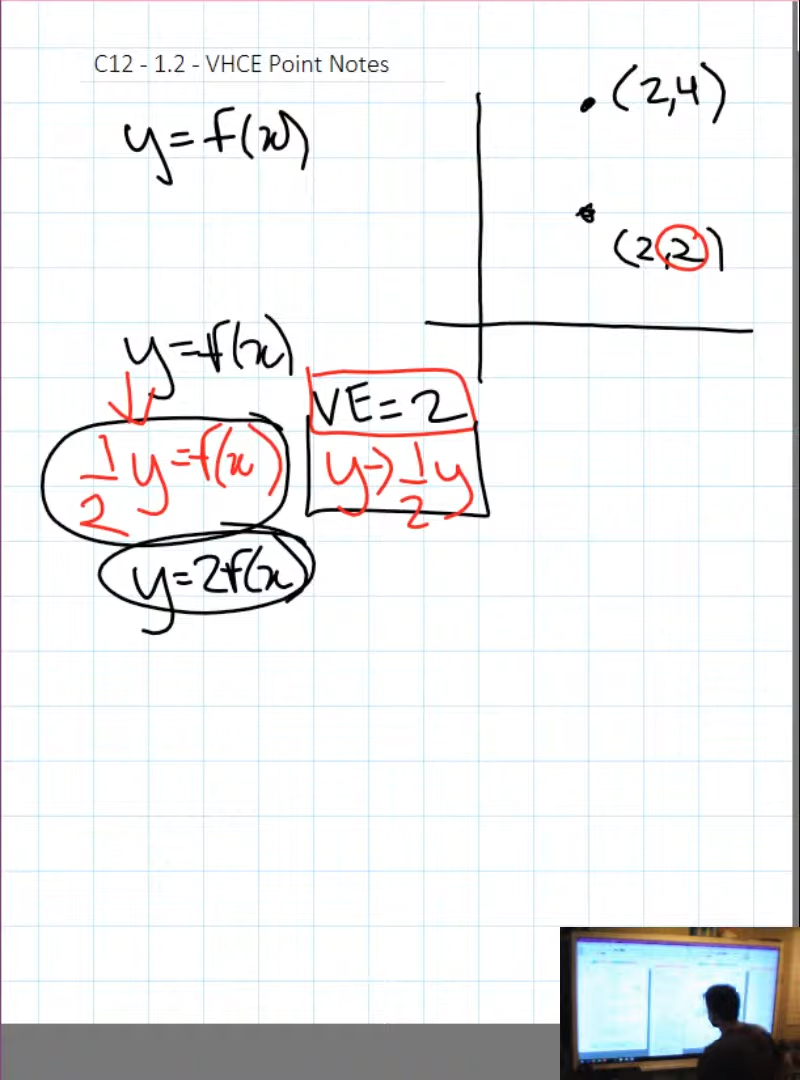 C12 - 1.2 - VHCE Point Notes
y=f(x)
(2,4)
(2,2)
y=f(x)
VE=2
1/2 y=f(x)
y→1/2 y
y=2f(x)